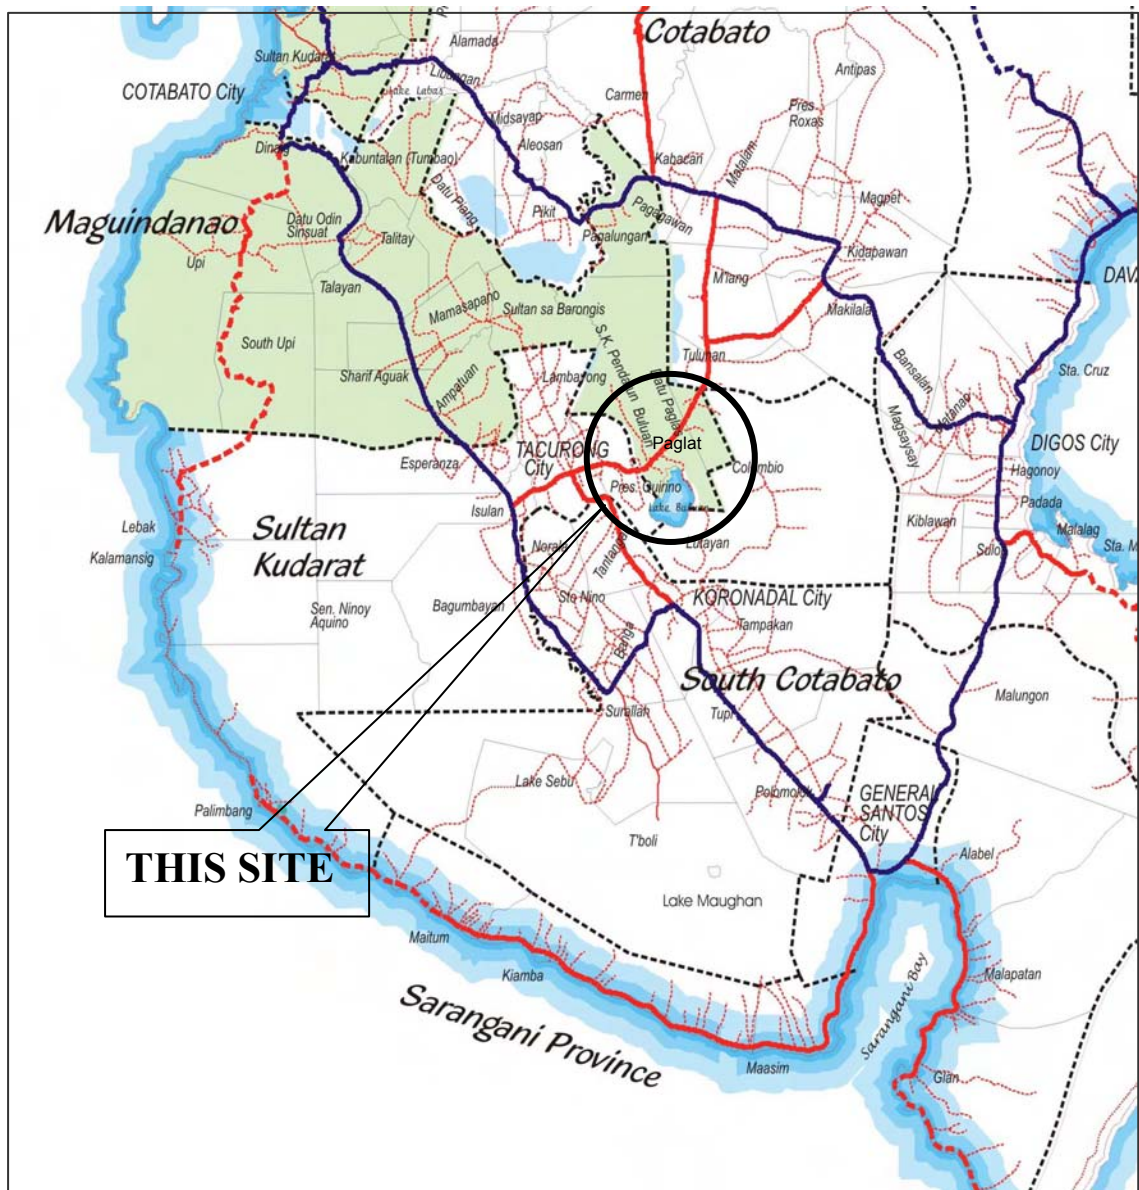 Cotabato
Alamada
Sultan Kudarat
Libungan
Antipas
COTABATO City
Lake Labas
Carmen
Pres.
Roxas
Midsayap
Aleosan
Dinaig
Kabuntalan (Tumbao)
Kabacan
Matalam
Datu Piang
Magpet
Maguindanao
Datu Odin
Sinsuat
Pikit
Pagagawan
Talitay
Pagalungan
Kidapawan
Upi
M'lang
DAV
Talayan
Mamasapano
Sultan sa Barongis
Makilala
South Upi
S.K. Pendatun
Tulunan
Bansalan
Sharif Aguak
Ampatuan
Lambayong
Datu Paglas
Sta. Cruz
Buluan
Matanao
Magsaysay
Paglat
TACURONG
City
DIGOS City
Esperanza
Columbio
Hagonoy
Pres. Quirino
Padada
Isulan
Lake Buluan
Lebak
Sultan
Kudarat
Kiblawan
Malalag
Kalamansig
Norala
Tantangan
Lutayan
Sulop
Sta. M
Sto Nino
KORONADAL City
Bagumbayan
Sen. Ninoy
Aquino
Tampakan
Banga
South Cotabato
Malungon
Surallah
Tupi
Lake Sebu
Polomolok
GENERAL
SANTOS
City
Palimbang
T'boli
Alabel
THIS SITE
Lake Maughan
Maitum
Kiamba
Malapatan
Sarangani Bay
Sarangani Province
Maasim
Glan